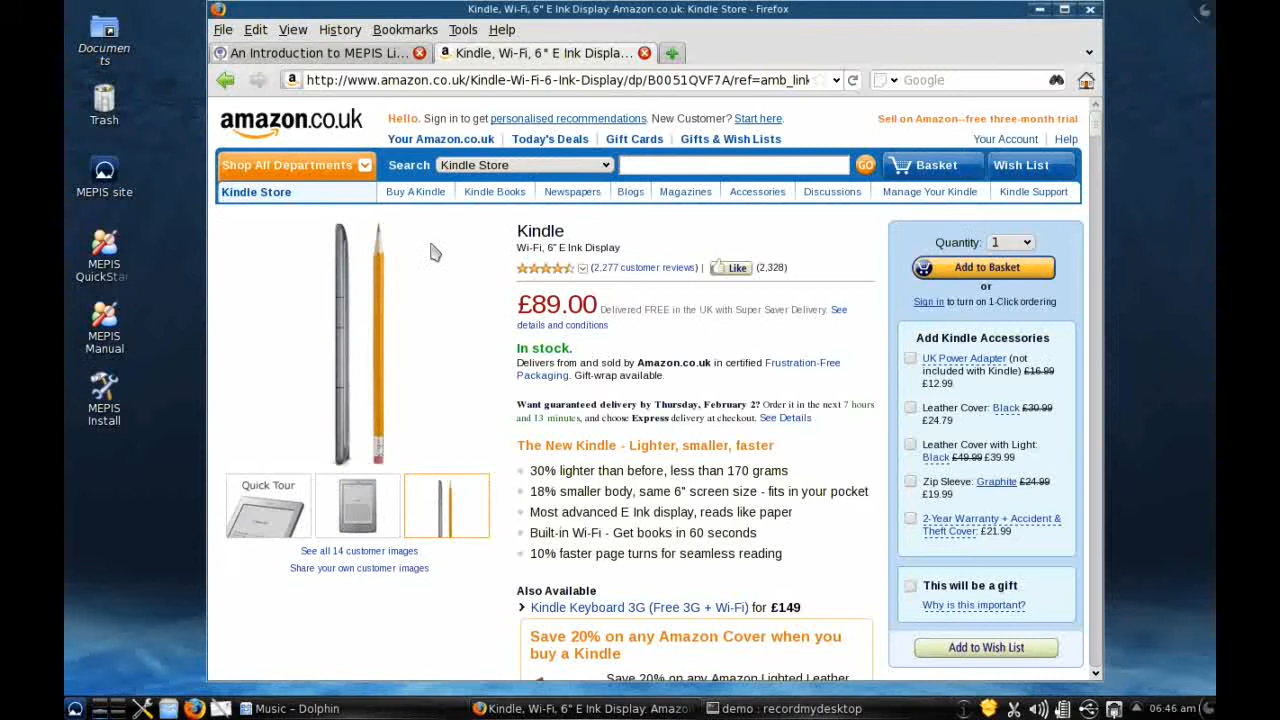 Kindle, Wi-Fi, 6" E Ink Display: Amazon.co.uk: Kindle Store - Firefox
File Edit View History Bookmarks Tools Help
An Introduction to MEPIS Li...
Kindle, Wi-Fi, 6" E Ink Displa...
http://www.amazon.co.uk/Kindle-Wi-Fi-6-Ink-Display/dp/B0051QVF7A/ref=amb_link
Google
Documen
ts
Trash
MEPIS site
MEPIS
QuickStar
MEPIS
Manual
MEPIS
Install
amazon.co.uk
Hello. Sign in to get personalised recommendations. New Customer? Start here.
Sell on Amazon--free three-month trial
Your Amazon.co.uk Today's Deals Gift Cards Gifts & Wish Lists
Your Account Help
Shop All Departments
Search Kindle Store
GO
Basket
Wish List
Kindle Store
Buy A Kindle Kindle Books Newspapers Blogs Magazines Accessories Discussions Manage Your Kindle Kindle Support
Kindle
Wi-Fi, 6" E Ink Display
(2,277 customer reviews) | Like (2,328)
£89.00 Delivered FREE in the UK with Super Saver Delivery. See
details and conditions
In stock.
Delivers from and sold by Amazon.co.uk in certified Frustration-Free
Packaging. Gift-wrap available.
Want guaranteed delivery by Thursday, February 2? Order it in the next 7 hours
and 13 minutes, and choose Express delivery at checkout. See Details
The New Kindle - Lighter, smaller, faster
30% lighter than before, less than 170 grams
18% smaller body, same 6" screen size - fits in your pocket
Most advanced E Ink display, reads like paper
Built-in Wi-Fi - Get books in 60 seconds
10% faster page turns for seamless reading
Also Available
Kindle Keyboard 3G (Free 3G + Wi-Fi) for £149
Save 20% on any Amazon Cover when you
buy a Kindle
Save 20% on any Amazon Lighted Leather
Quick Tour
See all 14 customer images
Share your own customer images
Quantity: 1
Add to Basket
or
Sign in to turn on 1-Click ordering
Add Kindle Accessories
UK Power Adapter (not
included with Kindle) £16.99
£12.99
Leather Cover: Black £30.99
£24.79
Leather Cover with Light:
Black £49.99 £39.99
Zip Sleeve: Graphite £24.99
£19.99
2-Year Warranty + Accident &
Theft Cover: £21.99
This will be a gift
Why is this important?
Add to Wish List
Music – Dolphin
Kindle, Wi-Fi, 6" E Ink Display: Amazo
demo : recordmydesktop
06:46 am